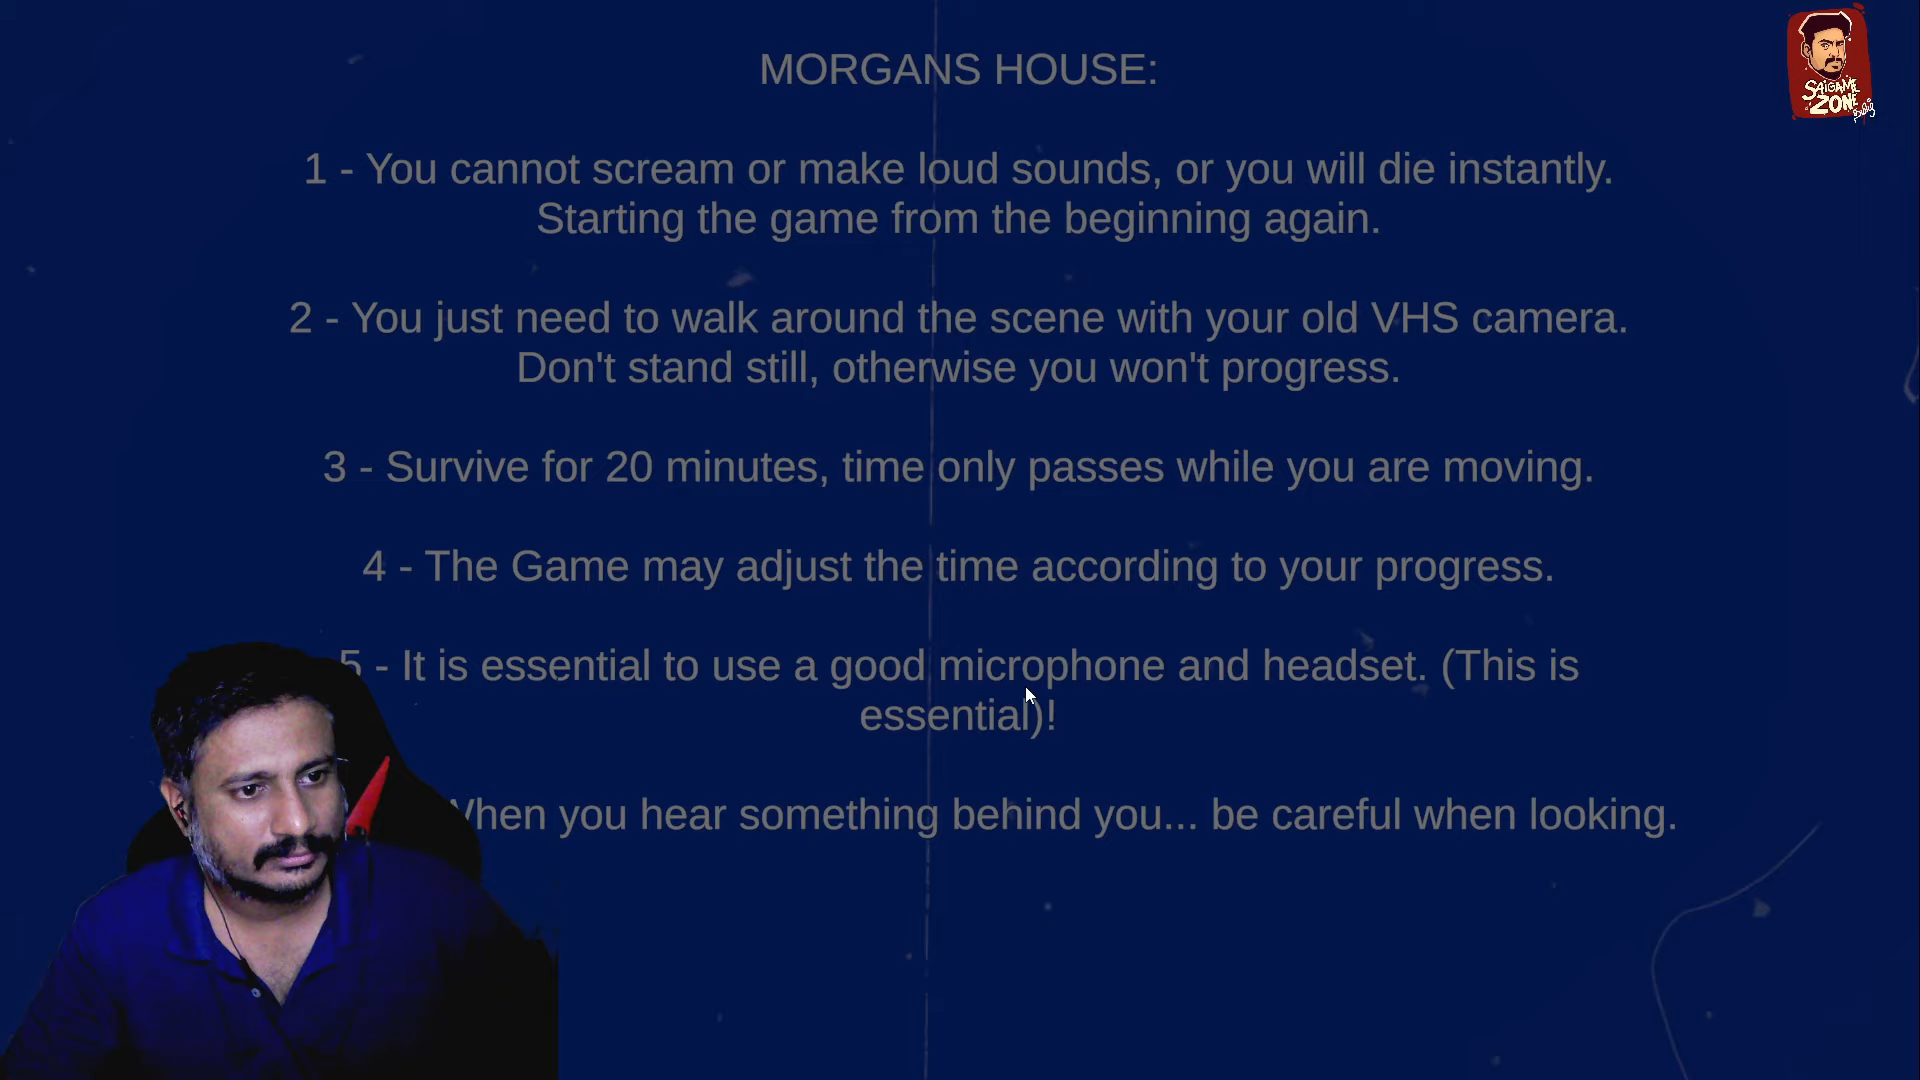 MORGANS HOUSE:
1 - You cannot scream or make loud sounds, or you will die instantly.
Starting the game from the beginning again.
2 - You just need to walk around the scene with your old VHS camera.
Don't stand still, otherwise you won't progress.
3 - Survive for 20 minutes, time only passes while you are moving.
4 - The Game may adjust the time according to your progress.
5 - It is essential to use a good microphone and headset. (This is
essential)!
When you hear something behind you... be careful when looking.
SAIGAME
ZONE
தமிழ்